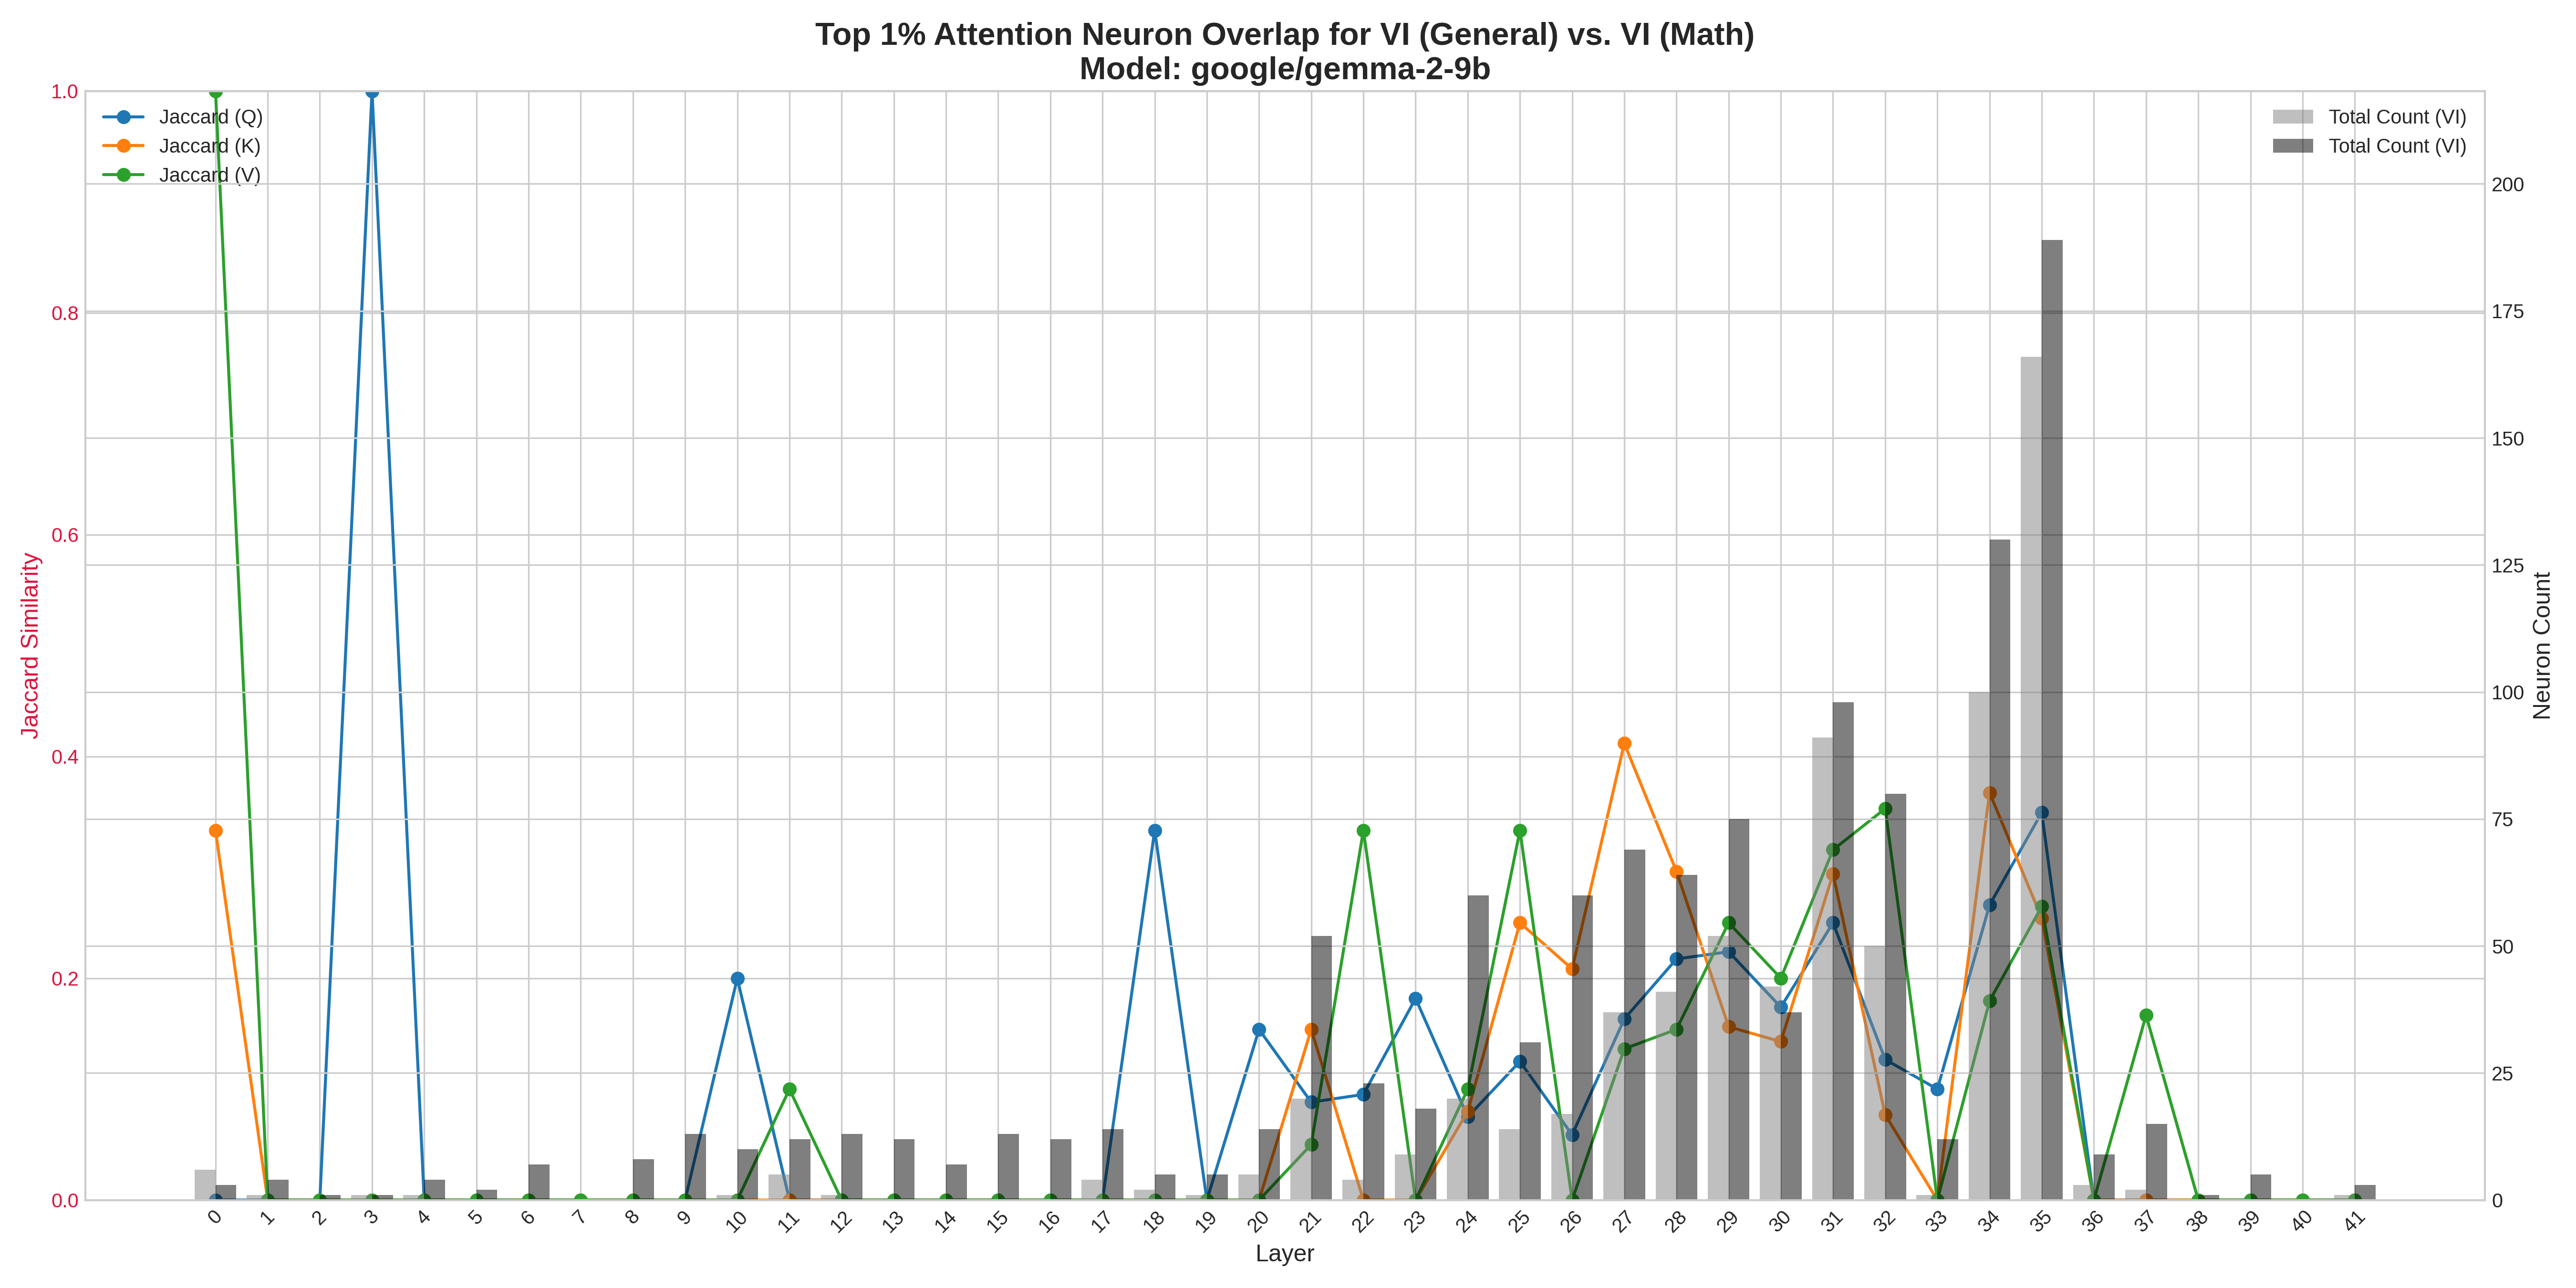 Top 1% Attention Neuron Overlap for VI (General) vs. VI (Math)
Model: google/gemma-2-9b
Jaccard (Q)
Jaccard (K)
Jaccard (V)
Total Count (VI)
Total Count (VI)
Jaccard Similarity
1.0
0.8
0.6
0.4
0.2
0.0
Neuron Count
200
175
150
125
100
75
50
25
0
0 1 2 3 4 5 6 7 8 9 10 11 12 13 14 15 16 17 18 19 20 21 22 23 24 25 26 27 28 29 30 31 32 33 34 35 36 37 38 39 40 41
Layer